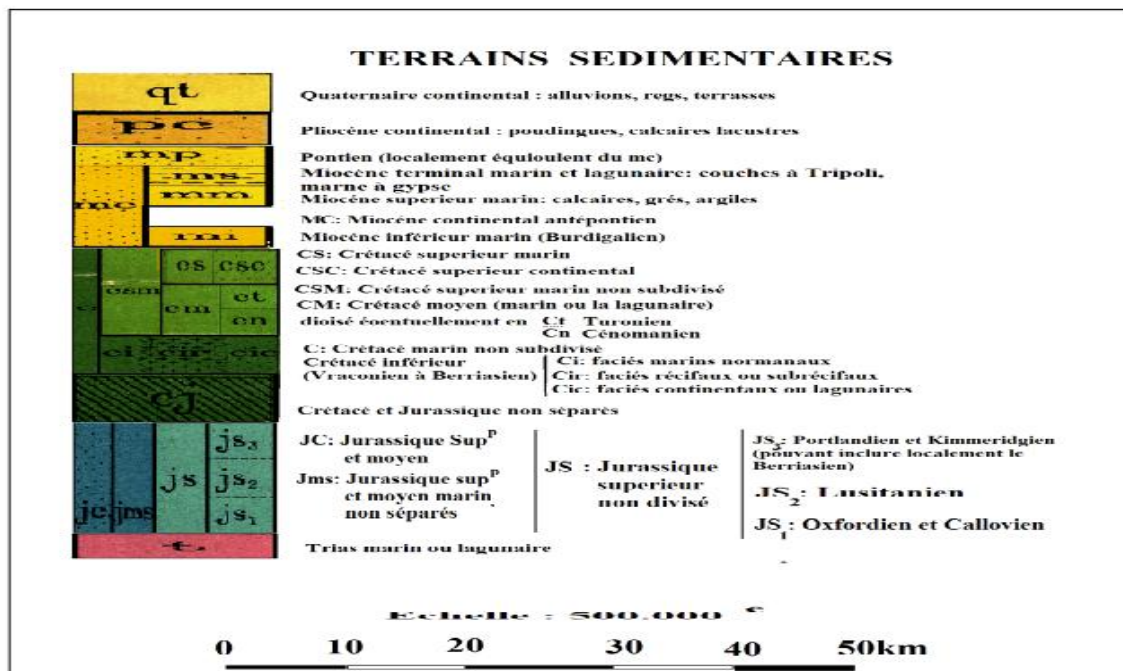 TERRAINS SEDIMENTAIRES
qt
Quaternaire continental : alluvions, regs, terrasses
pc
Pliocéne continental : poudingues, calcaires lacustres
mp
Pontien (localement équioulent du mc)
ms
Miocéne terminal marin et lagunaire: couches à Tripoli,
marne à gypse
mm
Miocéne superieur marin: calcaires, grés, argiles
mc
MC: Miocéne continental antépontien
mi
Miocéne inférieur marin (Burdigalien)
CS: Crétacé superieur marin
cs csc
CSC: Crétacé superieur continental
c csm
CSM: Crétacé superieur marin non subdivisé
cm ct
CM: Crétacé moyen (marin ou la lagunaire)
cn
dioisé éoentuellement en Ct Turonien
Cn Cénomanien
C: Crétacé marin non subdivisé
ci cir cic
Crétacé inférieur
(Vraconien à Berriasien)
Ci: faciés marins normanaux
Cir: faciés récifaux ou subrécifaux
Cic: faciés continentaux ou lagunaires
cj
Crétacé et Jurassique non séparés
jc jms js js3
js2
js1
JC: Jurassique Supp
et moyen
Jms: Jurassique supp
et moyen marin
non séparés
JS : Jurassique
superieur
non divisé
JS3: Portlandien et Kimmeridgien
(pouvant inclure localement le
Berriasien)
JS2: Lusitanien
JS1: Oxfordien et Callovien
t
Trias marin ou lagunaire
Echelle : 500.000 e
0 10 20 30 40 50km